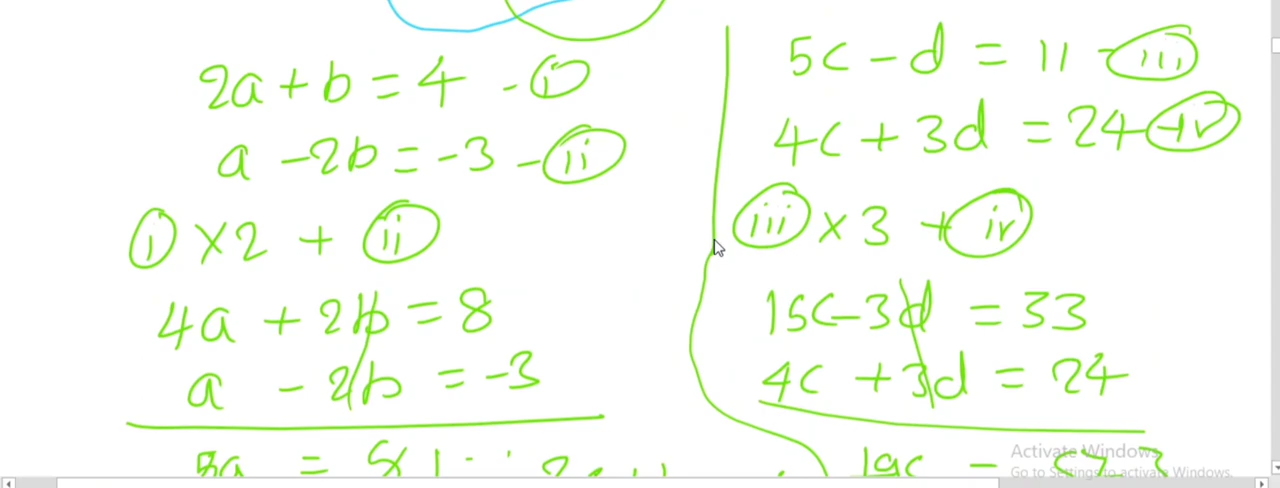 2a + b = 4 - (i)
a - 2b = -3 - (ii)
(i) × 2 + (ii)
4a + 2b = 8
a - 2b = -3
5c - d = 11 - (iii)
4c + 3d = 24 - (iv)
(iii) × 3 + (iv)
15c - 3d = 33
4c + 3d = 24
Activate Windows
Go to Settings to activate Windows.